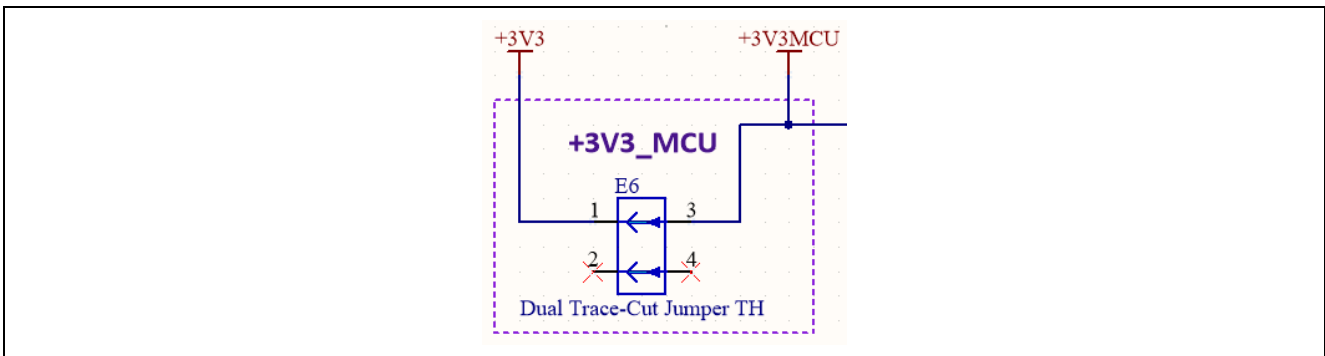 +3V3 +3V3MCU
+3V3_MCU
E6
1 3
2 4
Dual Trace-Cut Jumper TH